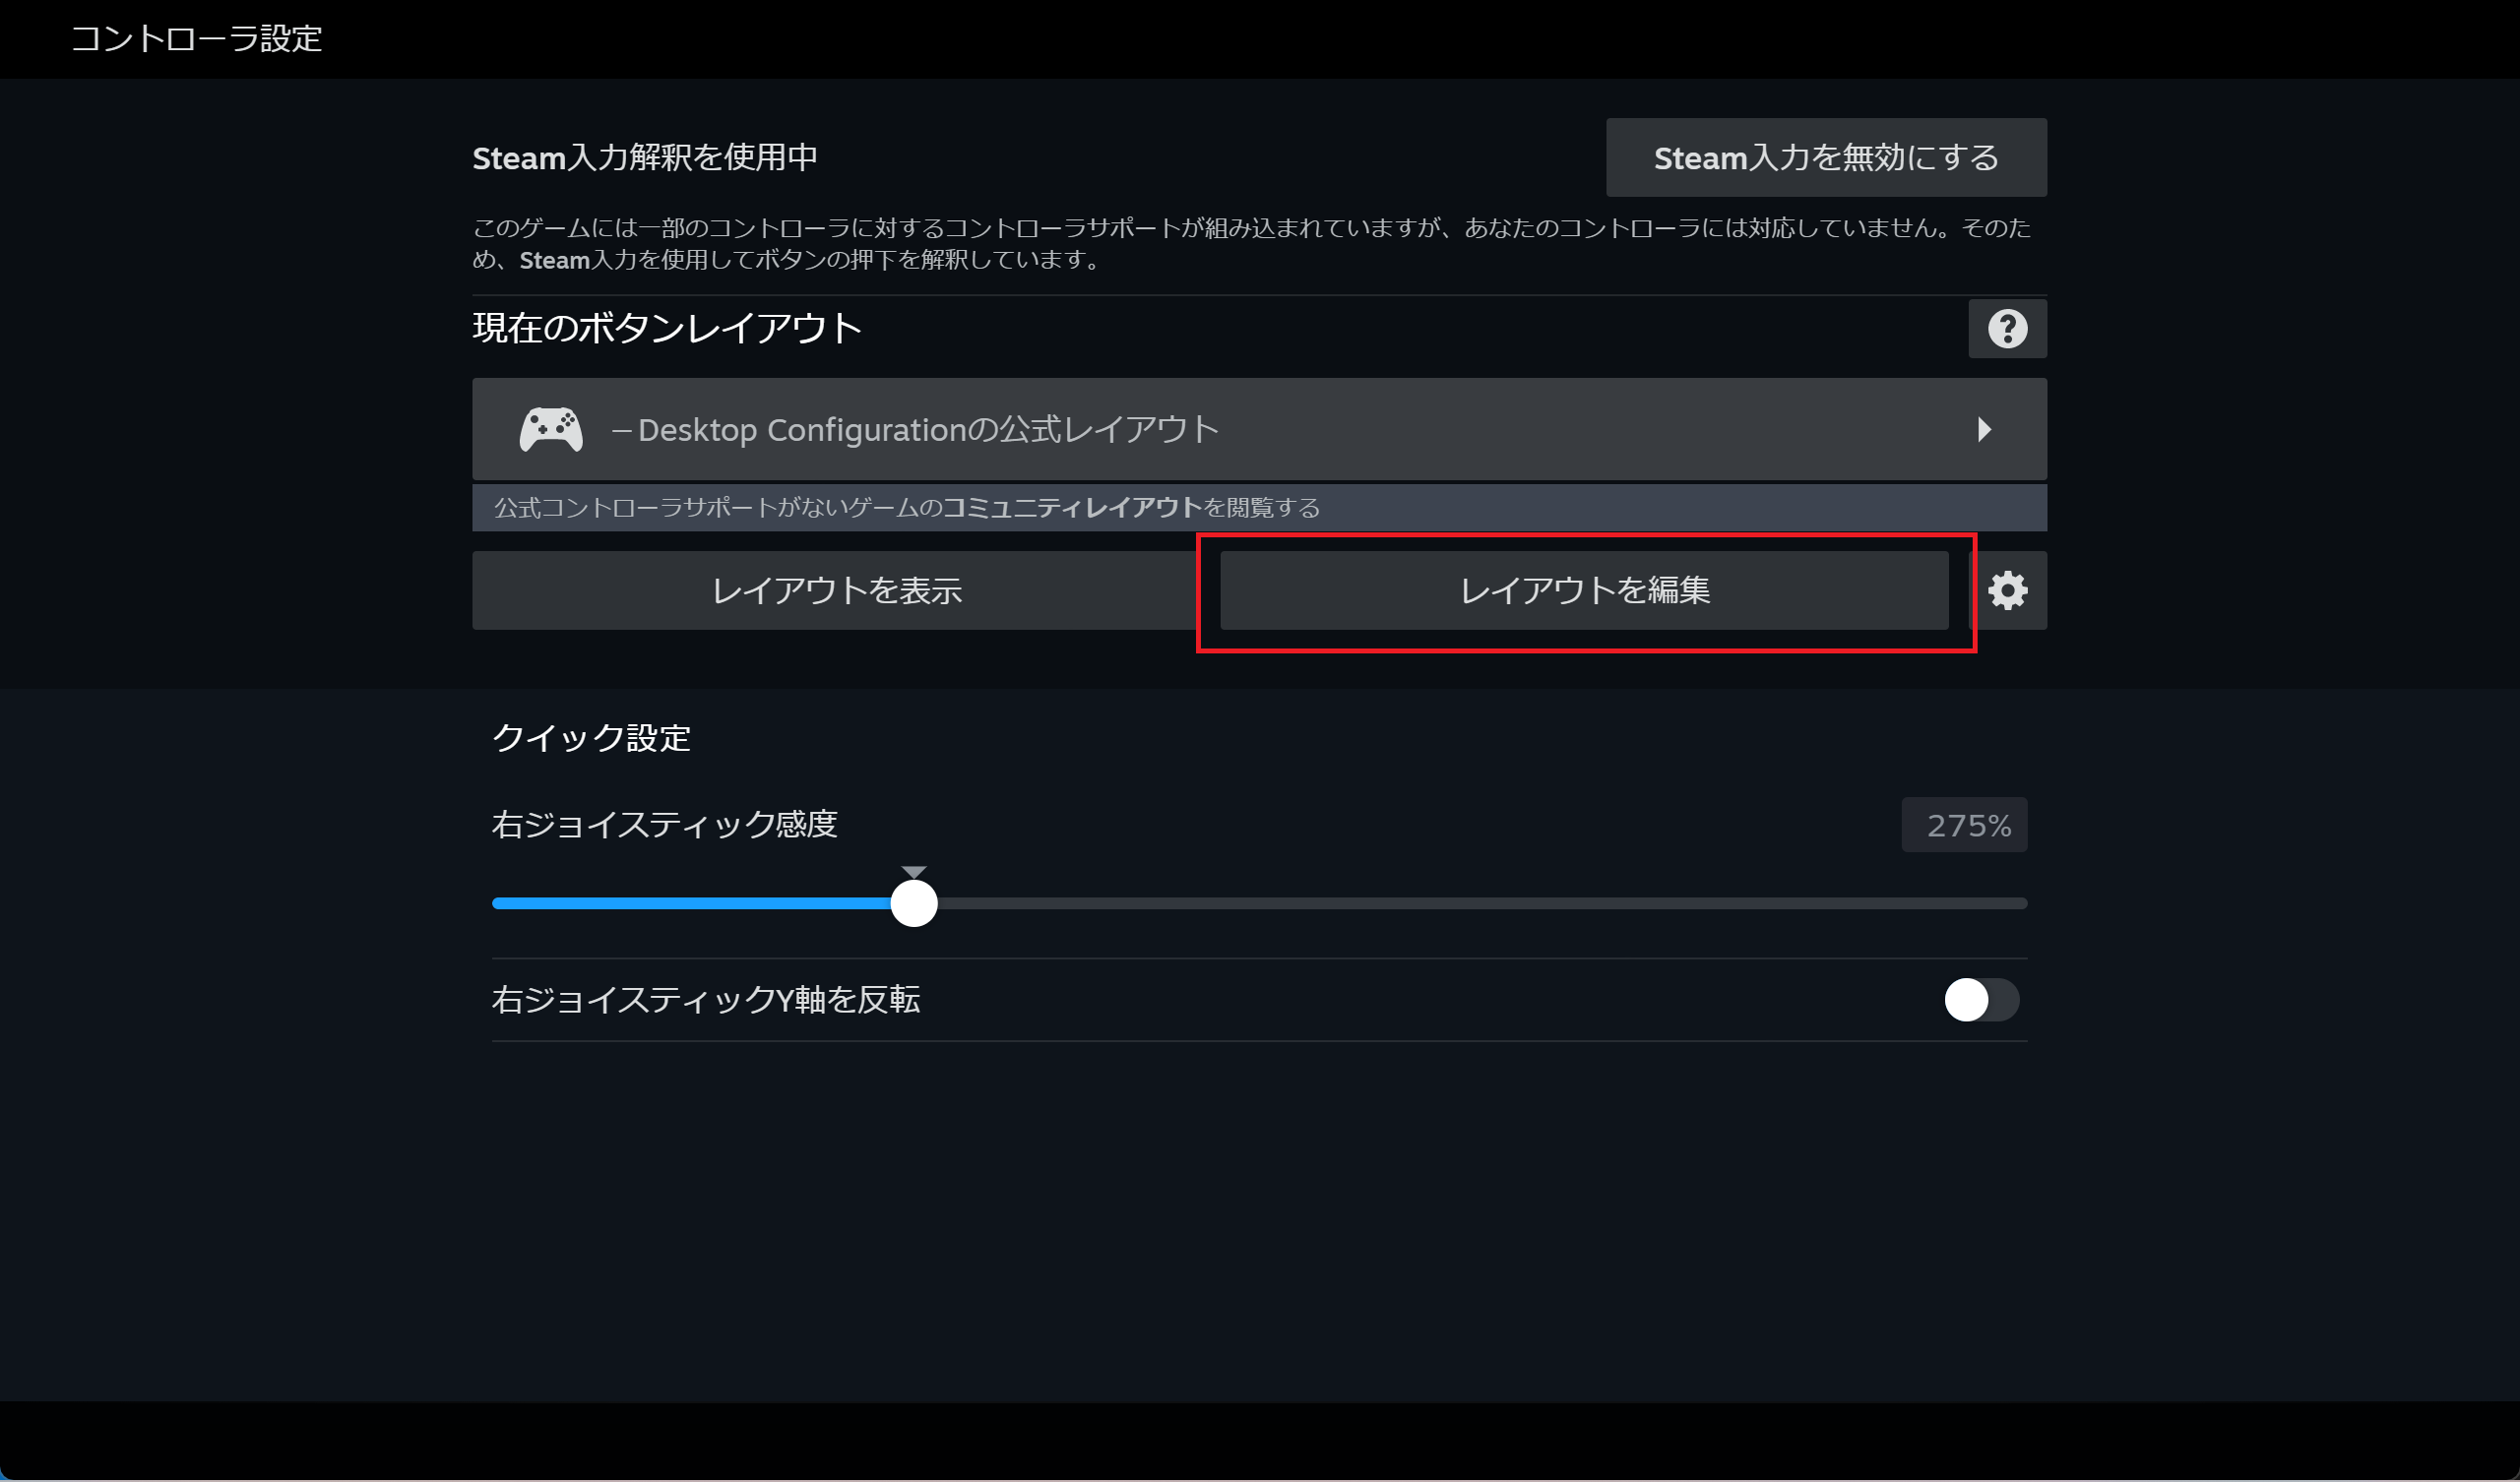 コントローラ設定
Steam入力解釈を使用中
Steam入力を無効にする
このゲームには一部のコントローラに対するコントローラサポートが組み込まれていますが、あなたのコントローラには対応していません。そのた
め、Steam入力を使用してボタンの押下を解釈しています。
現在のボタンレイアウト
– Desktop Configurationの公式レイアウト
公式コントローラサポートがないゲームのコミュニティレイアウトを閲覧する
レイアウトを表示
レイアウトを編集
クイック設定
右ジョイスティック感度
275%
右ジョイスティックY軸を反転